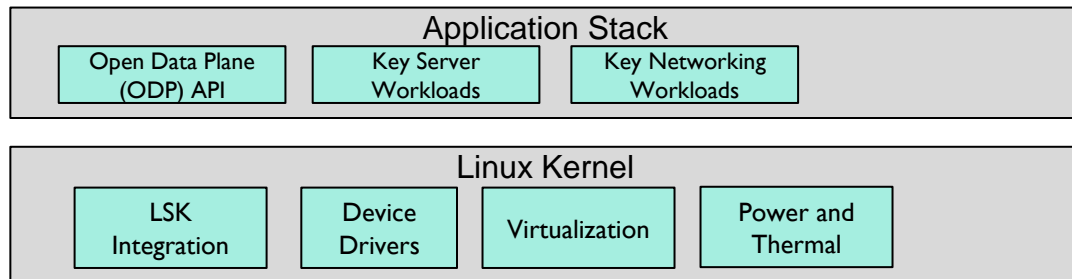 Application Stack
Open Data Plane
(ODP) API
Key Server
Workloads
Key Networking
Workloads
Linux Kernel
LSK
Integration
Device
Drivers
Virtualization
Power and
Thermal